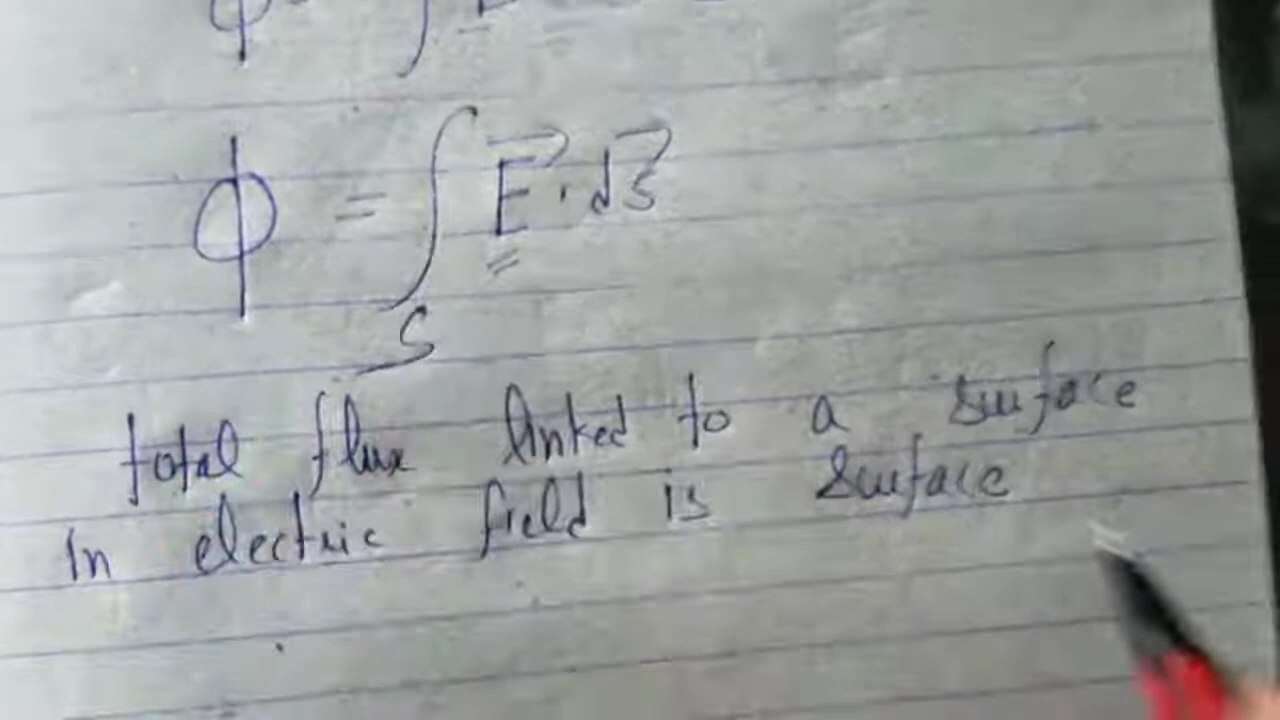 ϕ = ∫
ϕ = ∫ E⃗ · ds⃗
S
total flux linked to a surface
in electric field is surface